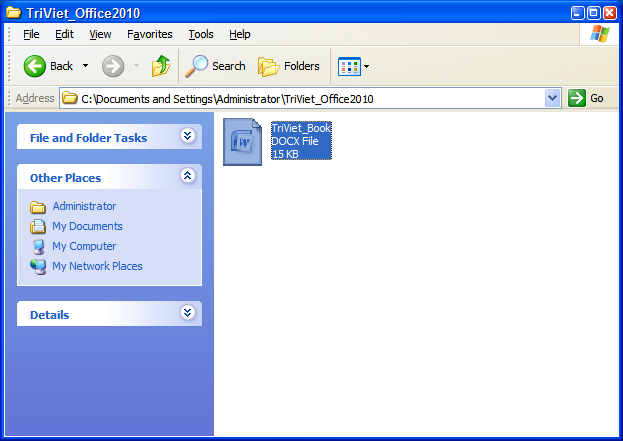 TriViet_Office2010
File Edit View Favorites Tools Help
Back Search Folders
Address C:\Documents and Settings\Administrator\TriViet_Office2010 Go
File and Folder Tasks
Other Places
Administrator
My Documents
My Computer
My Network Places
Details
TriViet_Book
DOCX File
15 KB